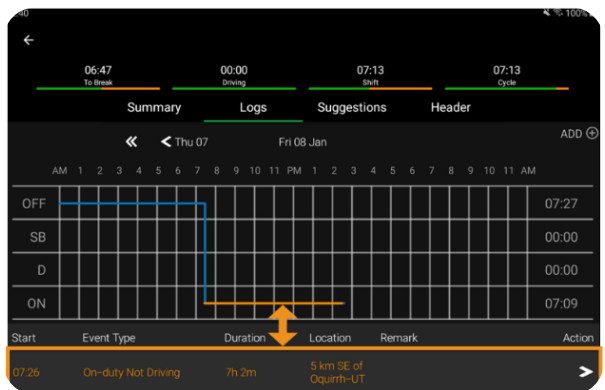 :40 100%
06:47 00:00 07:13 07:13
To Break Driving Shift Cycle
Summary Logs Suggestions Header
Thu 07 Fri 08 Jan ADD
AM 1 2 3 4 5 6 7 8 9 10 11 PM 1 2 3 4 5 6 7 8 9 10 11 AM
OFF 07:27
SB 00:00
D 00:00
ON 07:09
Start Event Type Duration Location Remark Action
07:26 On-duty Not Driving 7h 2m 5 km SE of
Oquirrh-UT